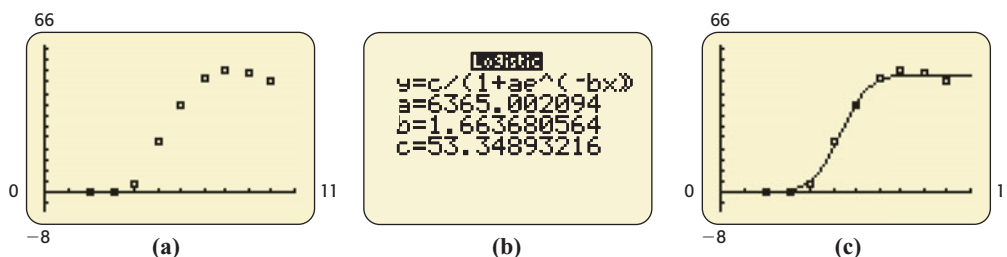 66
0
11
−8
(a)
Logistic
y=c/(1+ae^(-bx))
a=6365.002094
b=1.663680564
c=53.34893216
(b)
66
0
1
−8
(c)